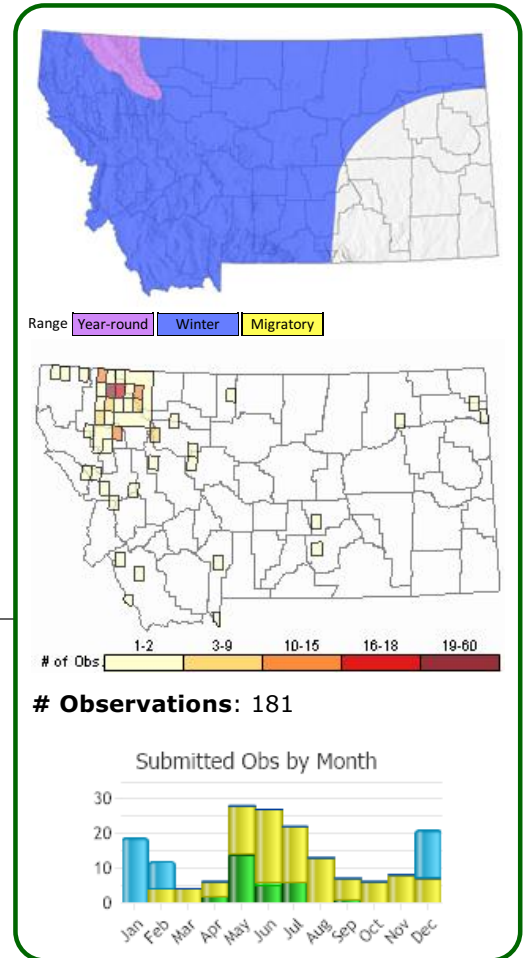 Range Year-round Winter Migratory
1-2 3-9 10-15 16-18 19-60
# of Obs.
# Observations: 181
Submitted Obs by Month
30
20
10
0
Jan Feb Mar Apr May Jun Jul Aug Sep Oct Nov Dec